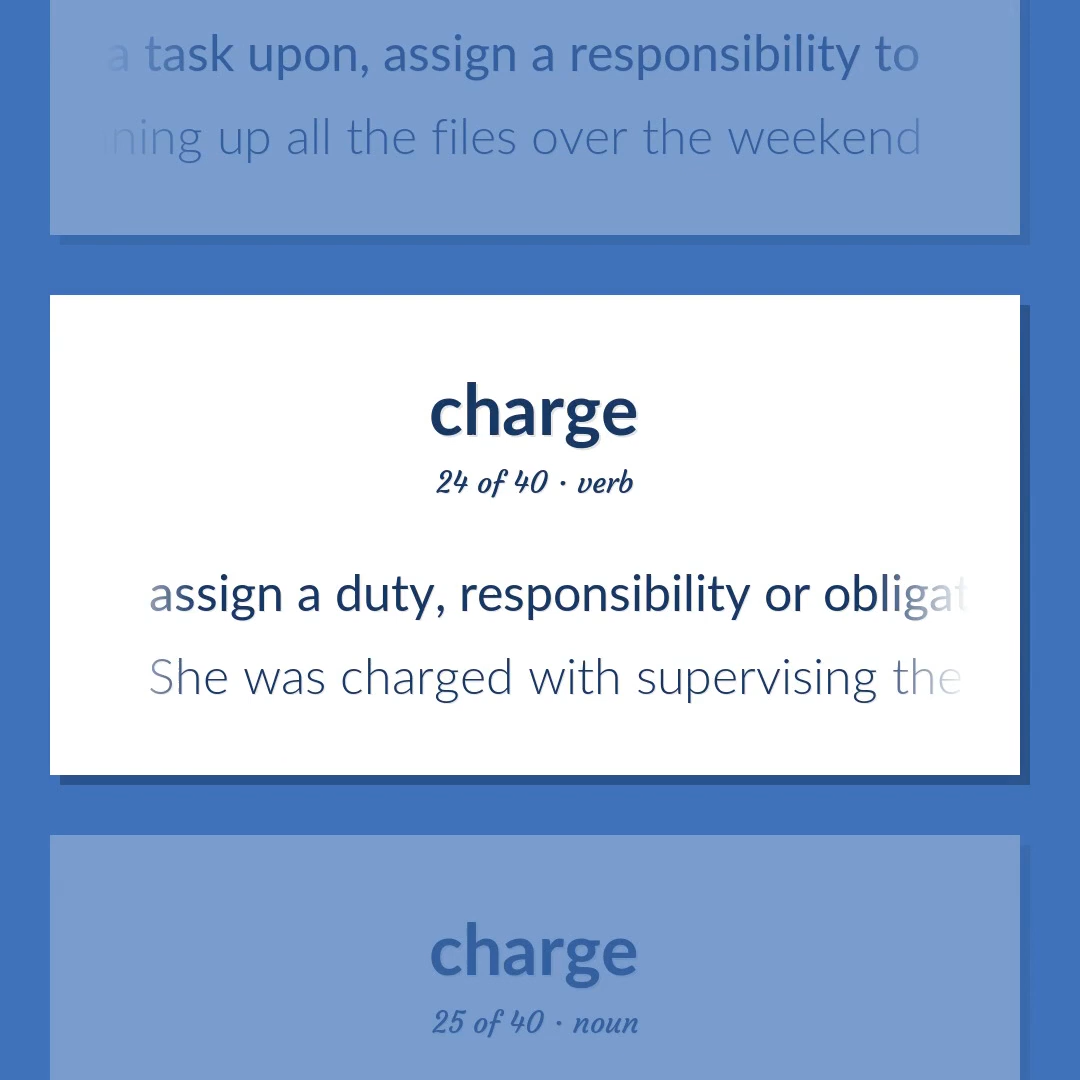 a task upon, assign a responsibility to
ning up all the files over the weekend
charge
24 of 40 · verb
assign a duty, responsibility or obligat
She was charged with supervising the
charge
25 of 40 · noun